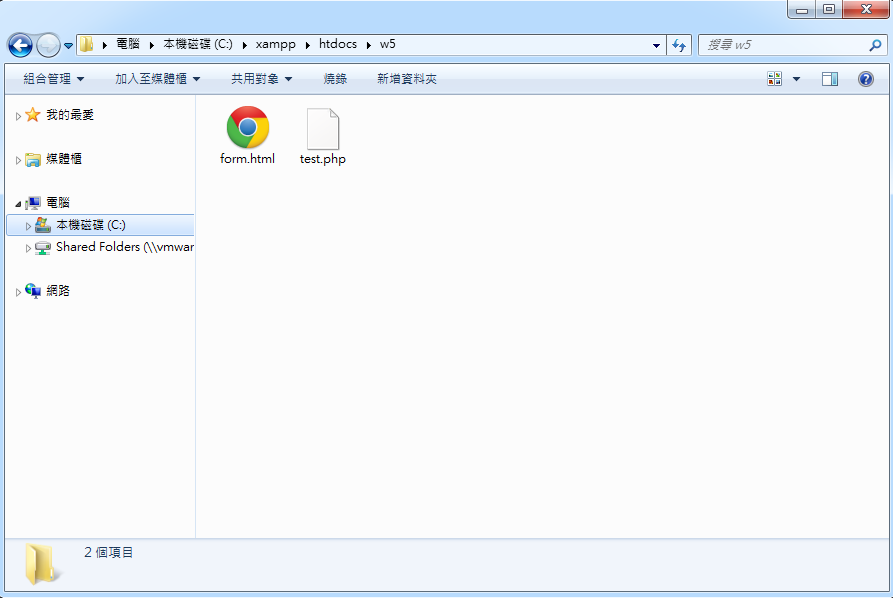 電腦 本機磁碟 (C:) xampp htdocs w5
搜尋 w5
組合管理 加入至媒體櫃 共用對象 燒錄 新增資料夾
我的最愛
媒體櫃
電腦
本機磁碟 (C:)
Shared Folders (\\vmwar
網路
form.html
test.php
2 個項目